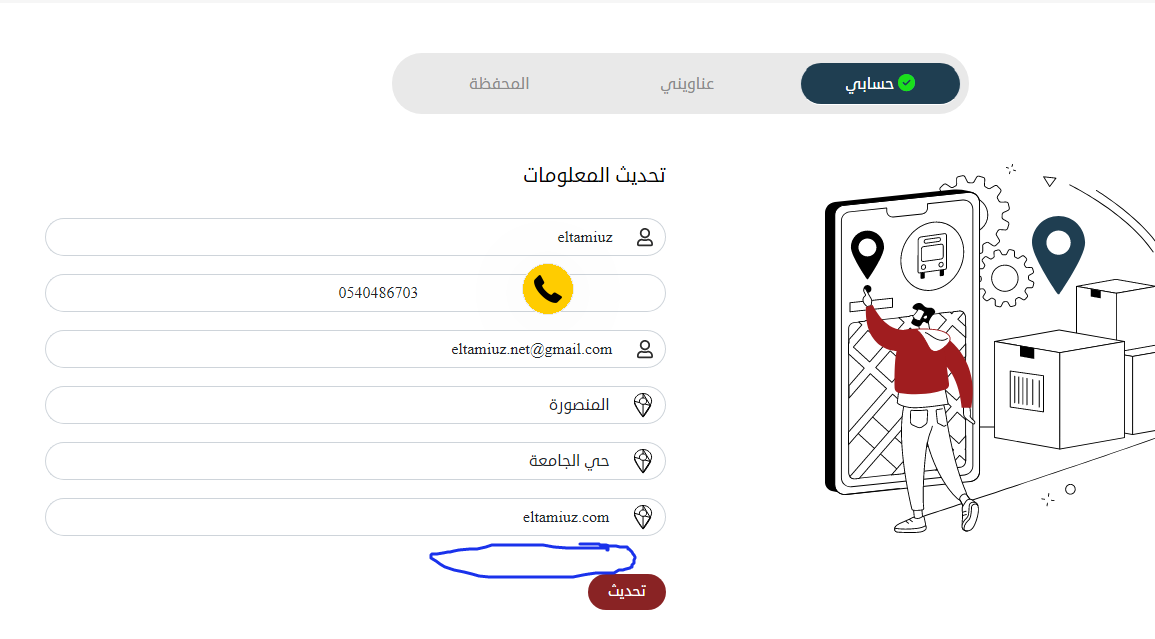 حسابي
عناويني
المحفظة
تحديث المعلومات
eltamiuz
0540486703
eltamiuz.net@gmail.com
المنصورة
حي الجامعة
eltamiuz.com
تحديث